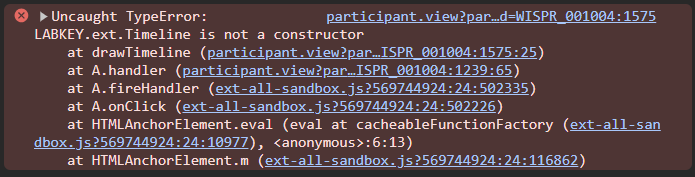 ▶Uncaught TypeError: participant.view?par…d=WISPR_001004:1575
LABKEY.ext.Timeline is not a constructor
at drawTimeline (participant.view?par…ISPR_001004:1575:25)
at A.handler (participant.view?par…ISPR_001004:1239:65)
at A.fireHandler (ext-all-sandbox.js?569744924:24:502335)
at A.onClick (ext-all-sandbox.js?569744924:24:502226)
at HTMLAnchorElement.eval (eval at cacheableFunctionFactory (ext-all-san
dbox.js?569744924:24:10977), <anonymous>:6:13)
at HTMLAnchorElement.m (ext-all-sandbox.js?569744924:24:116862)